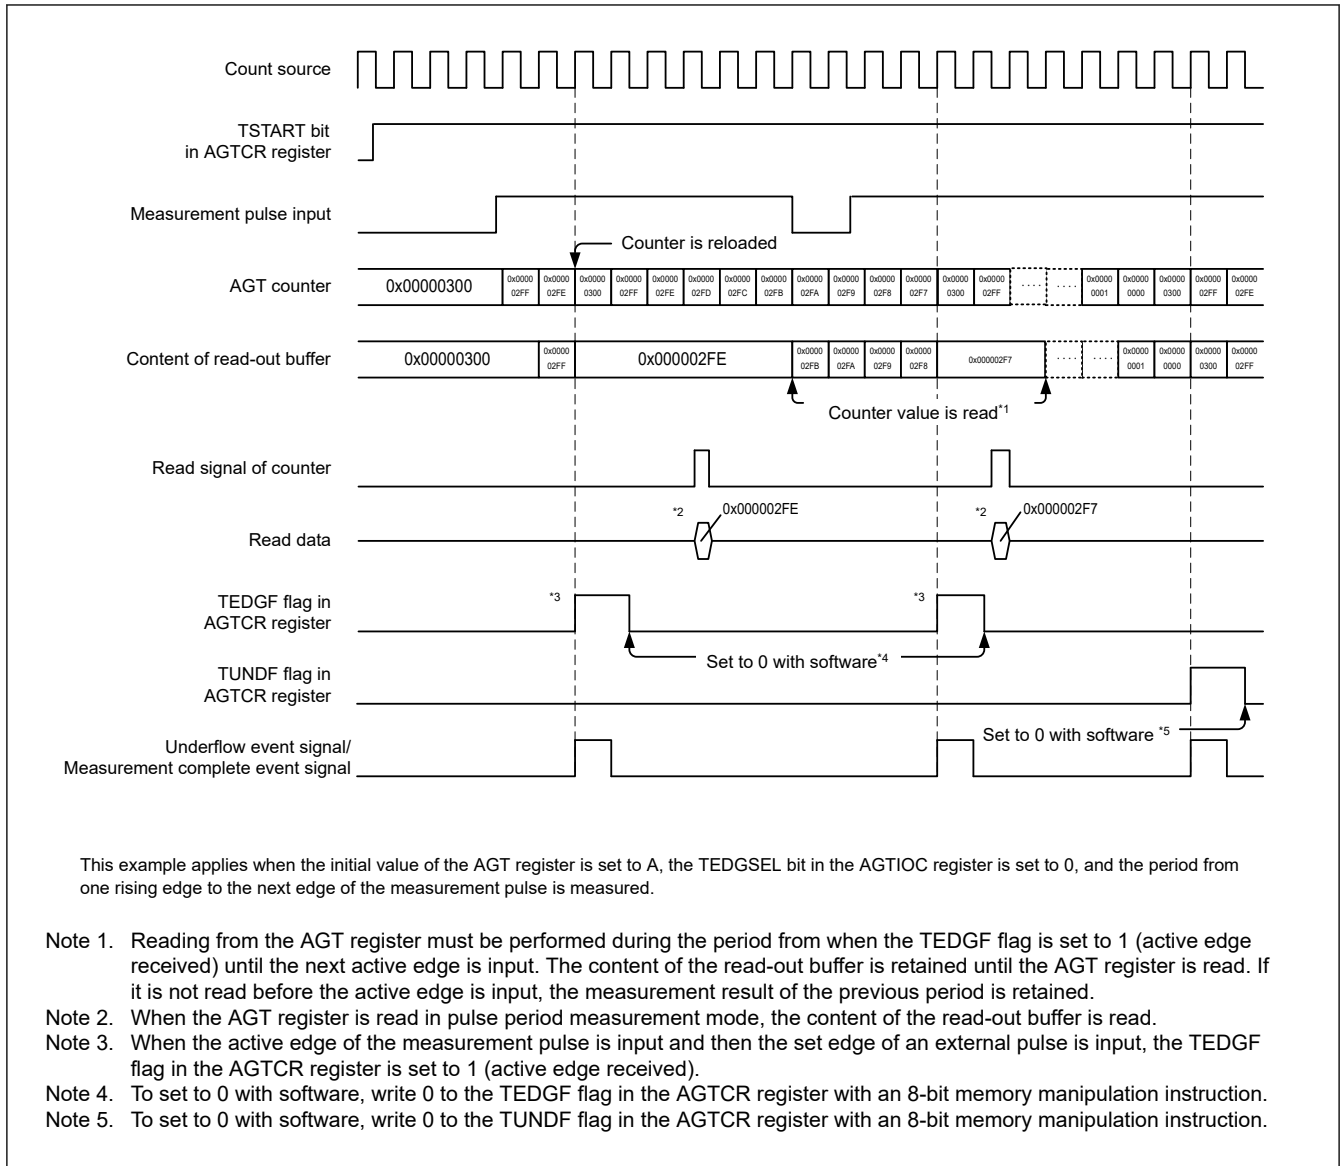 Count source
TSTART bit
in AGTCR register
Measurement pulse input
Counter is reloaded
AGT counter
0x00000300
0x0000 02FF
0x0000 02FE
0x0000 0300
0x0000 02FF
0x0000 02FE
0x0000 02FD
0x0000 02FC
0x0000 02FB
0x0000 02FA
0x0000 02F9
0x0000 02F8
0x0000 02F7
0x0000 0300
0x0000 02FF
....
....
0x0000 0001
0x0000 0000
0x0000 0300
0x0000 02FF
0x0000 02FE
Content of read-out buffer
0x00000300
0x0000 02FF
0x000002FE
0x0000 02FB
0x0000 02FA
0x0000 02F9
0x0000 02F8
0x000002F7
....
....
0x0000 0001
0x0000 0000
0x0000 0300
0x0000 02FF
Counter value is read*1
Read signal of counter
*2 0x000002FE
*2 0x000002F7
Read data
TEDGF flag in
AGTCR register
*3
*3
Set to 0 with software*4
TUNDF flag in
AGTCR register
Set to 0 with software *5
Underflow event signal/
Measurement complete event signal
This example applies when the initial value of the AGT register is set to A, the TEDGSEL bit in the AGTIOC register is set to 0, and the period from
one rising edge to the next edge of the measurement pulse is measured.
Note 1. Reading from the AGT register must be performed during the period from when the TEDGF flag is set to 1 (active edge
received) until the next active edge is input. The content of the read-out buffer is retained until the AGT register is read. If
it is not read before the active edge is input, the measurement result of the previous period is retained.
Note 2. When the AGT register is read in pulse period measurement mode, the content of the read-out buffer is read.
Note 3. When the active edge of the measurement pulse is input and then the set edge of an external pulse is input, the TEDGF
flag in the AGTCR register is set to 1 (active edge received).
Note 4. To set to 0 with software, write 0 to the TEDGF flag in the AGTCR register with an 8-bit memory manipulation instruction.
Note 5. To set to 0 with software, write 0 to the TUNDF flag in the AGTCR register with an 8-bit memory manipulation instruction.